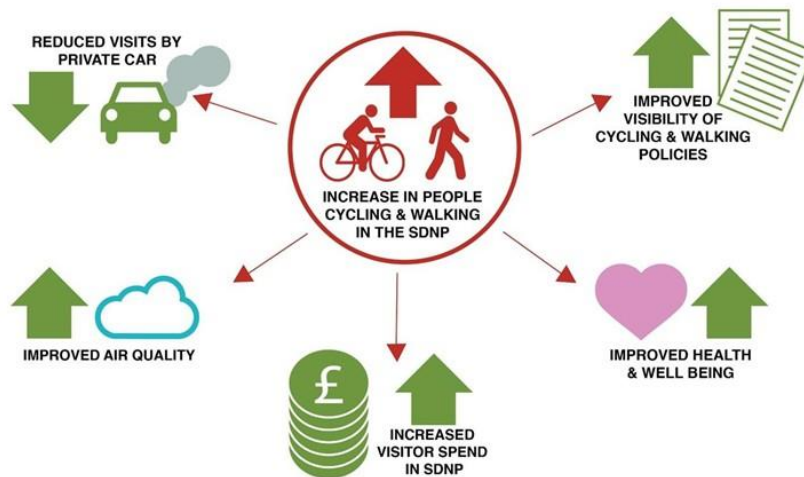 REDUCED VISITS BY
PRIVATE CAR
INCREASE IN PEOPLE
CYCLING & WALKING
IN THE SDNP
IMPROVED
VISIBILITY OF
CYCLING & WALKING
POLICIES
IMPROVED AIR QUALITY
£
INCREASED
VISITOR SPEND
IN SDNP
IMPROVED HEALTH
& WELL BEING